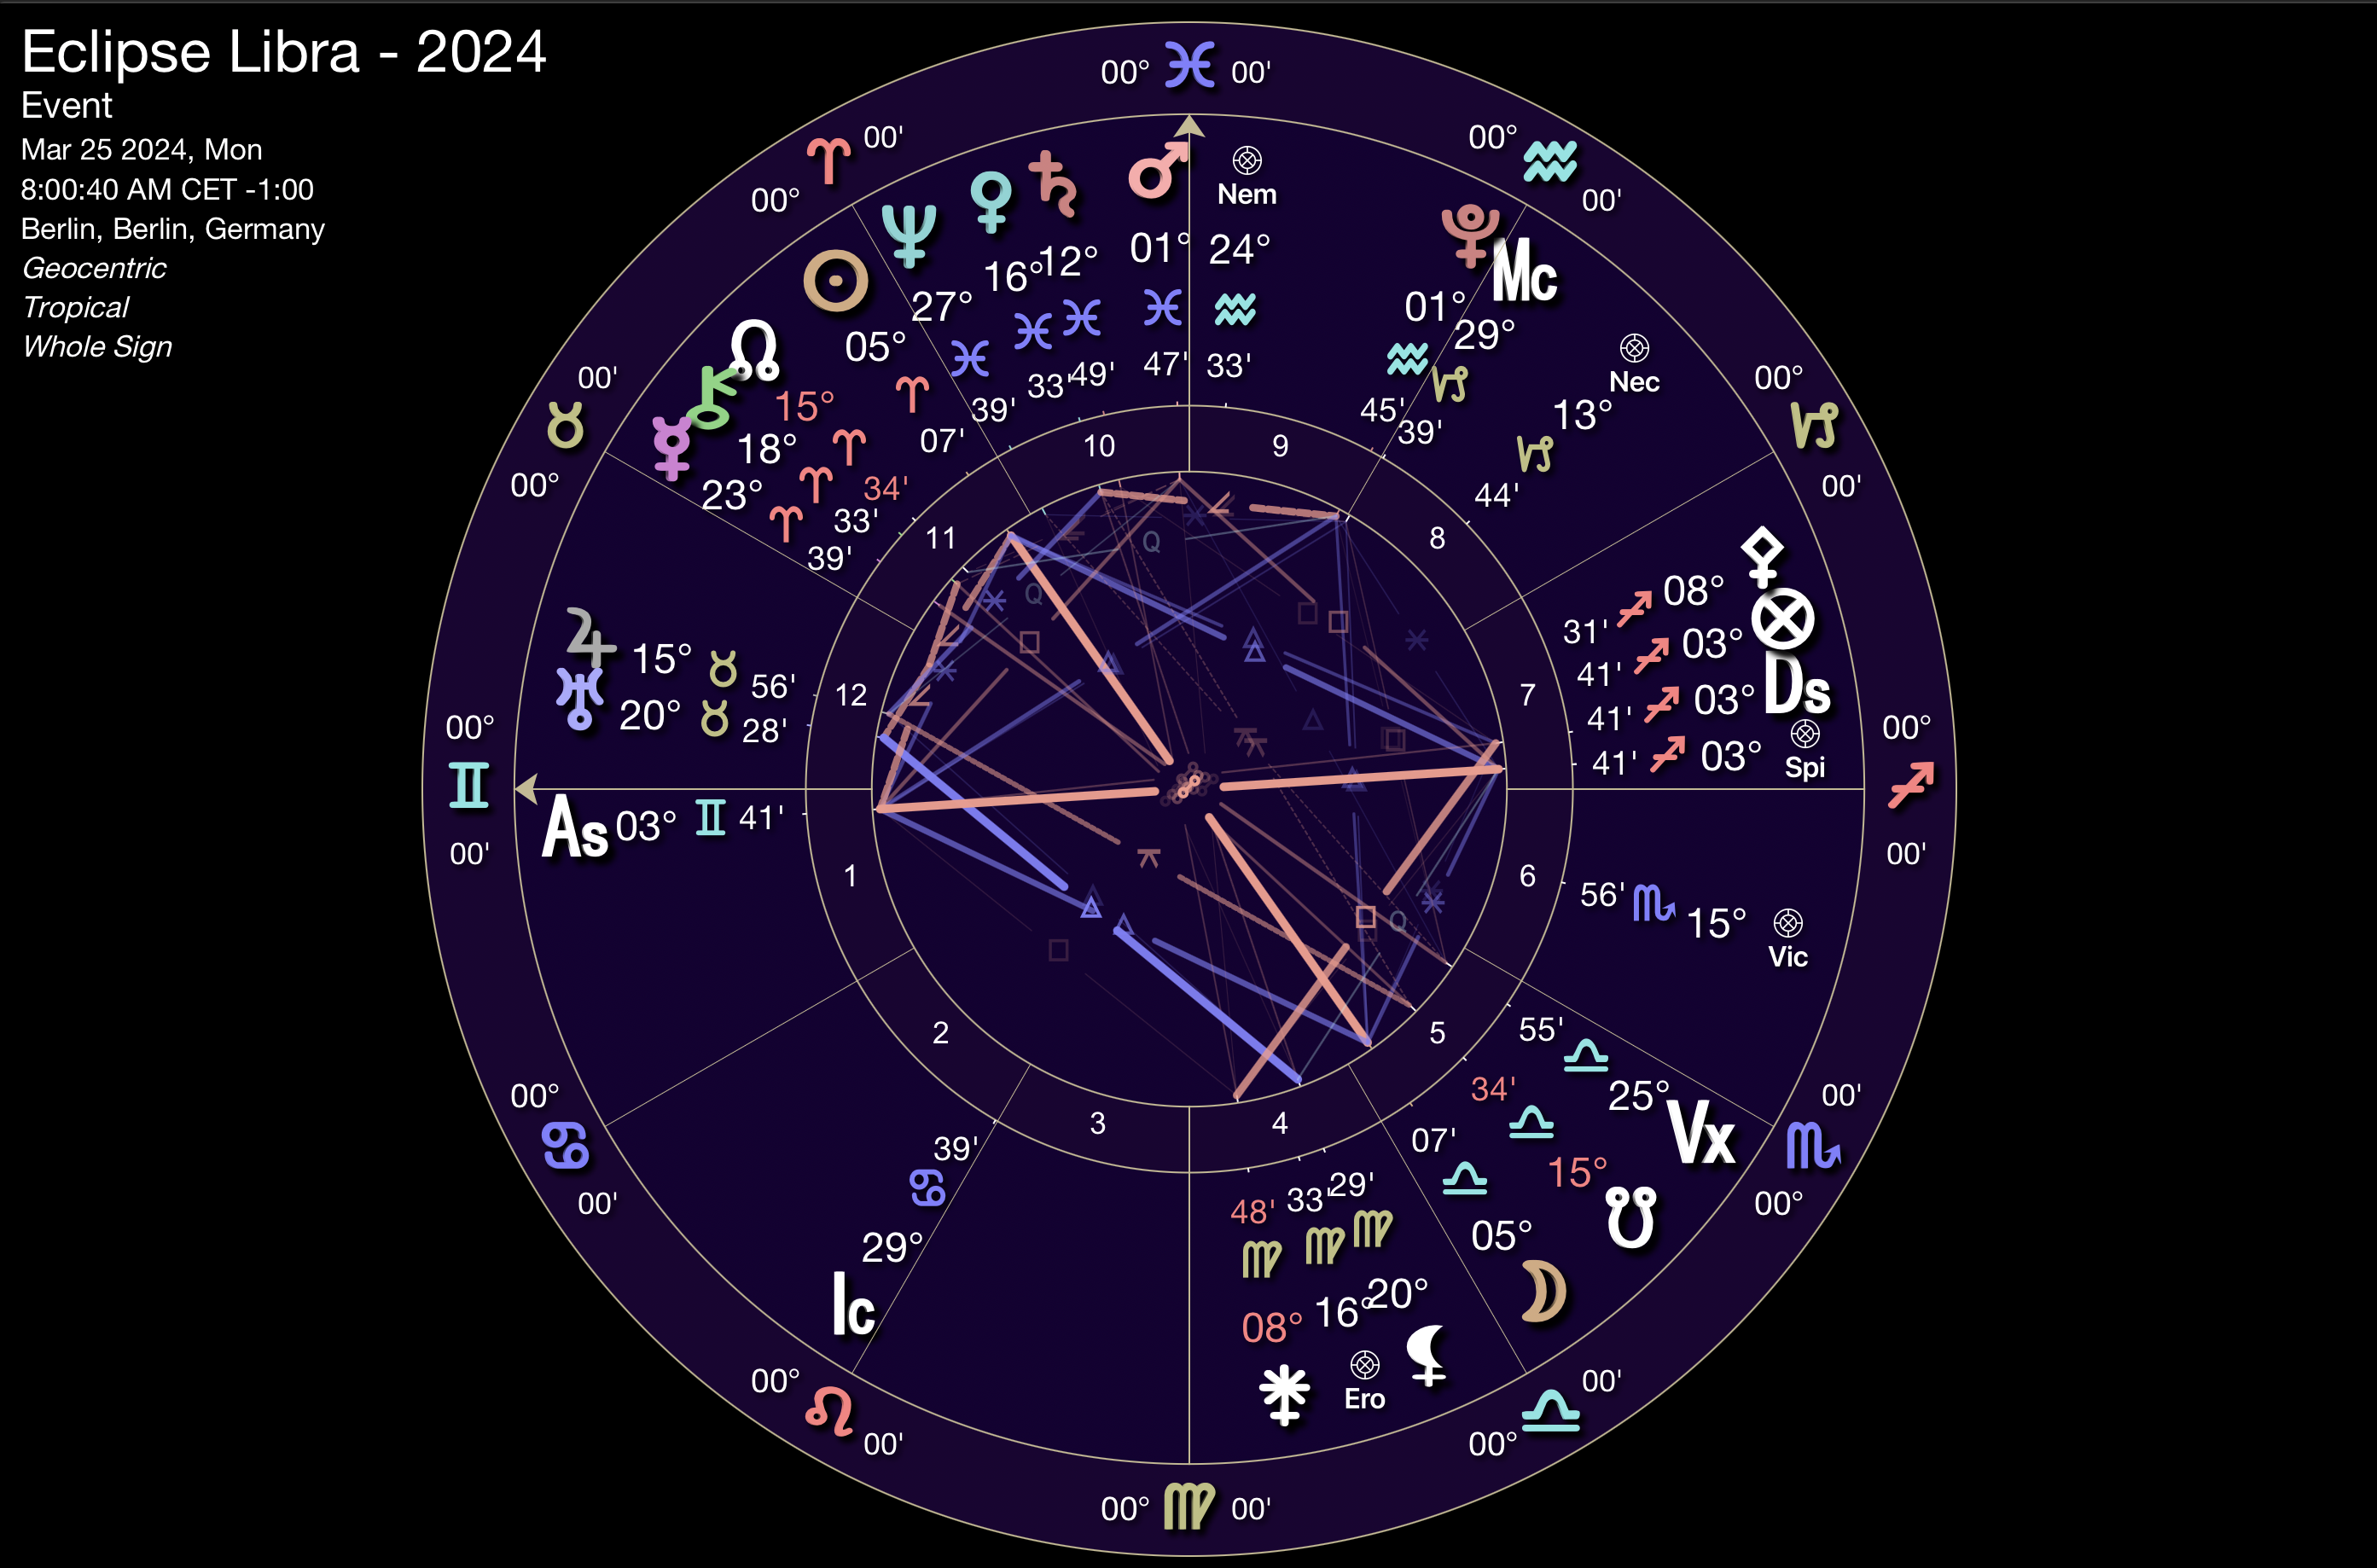 Eclipse Libra - 2024
Event
Mar 25 2024, Mon
8:00:40 AM CET -1:00
Berlin, Berlin, Germany
Geocentric
Tropical
Whole Sign
00° ♓ 00'
00° ♒ 00'
00° ♑ 00'
00° ♐ 00'
00' ♏ 00°
00' ♎ 00°
00° ♍ 00'
00° ♌ 00'
00° ♋ 00'
00° ♊ 00'
00' ♉ 00°
00' ♈ 00°
♆ 27° ♓ 39'
♀ 16° ♓ 33'
♄ 12° ♓ 49'
♂ 01° ♓ 47'
Nem 24° ♒ 33'
♇ 01° ♒ 45'
Mc 29° ♑ 39'
Nec 13° ♑ 44'
☉ 05° ♈ 07'
☊ 15° ♈ 34'
⚷ 18° ♈ 33'
☿ 23° ♈ 39'
♃ 15° ♉ 56'
♅ 20° ♉ 28'
As 03° ♊ 41'
Ic 29° ♋ 39'
31' ♐ 08° ⚴
41' ♐ 03° ⊗
41' ♐ 03° Ds
41' ♐ 03° Spi
56' ♏ 15° Vic
55' ♎ 25° Vx
34' ♎ 15° ☋
07' ♎ 05° ☽
29' ♍ 20° ⚸
33' ♍ 16° Ero
48' ♍ 08° ⚵
10
9
11
8
12
7
1
6
2
5
3
4
Q
Q
Q